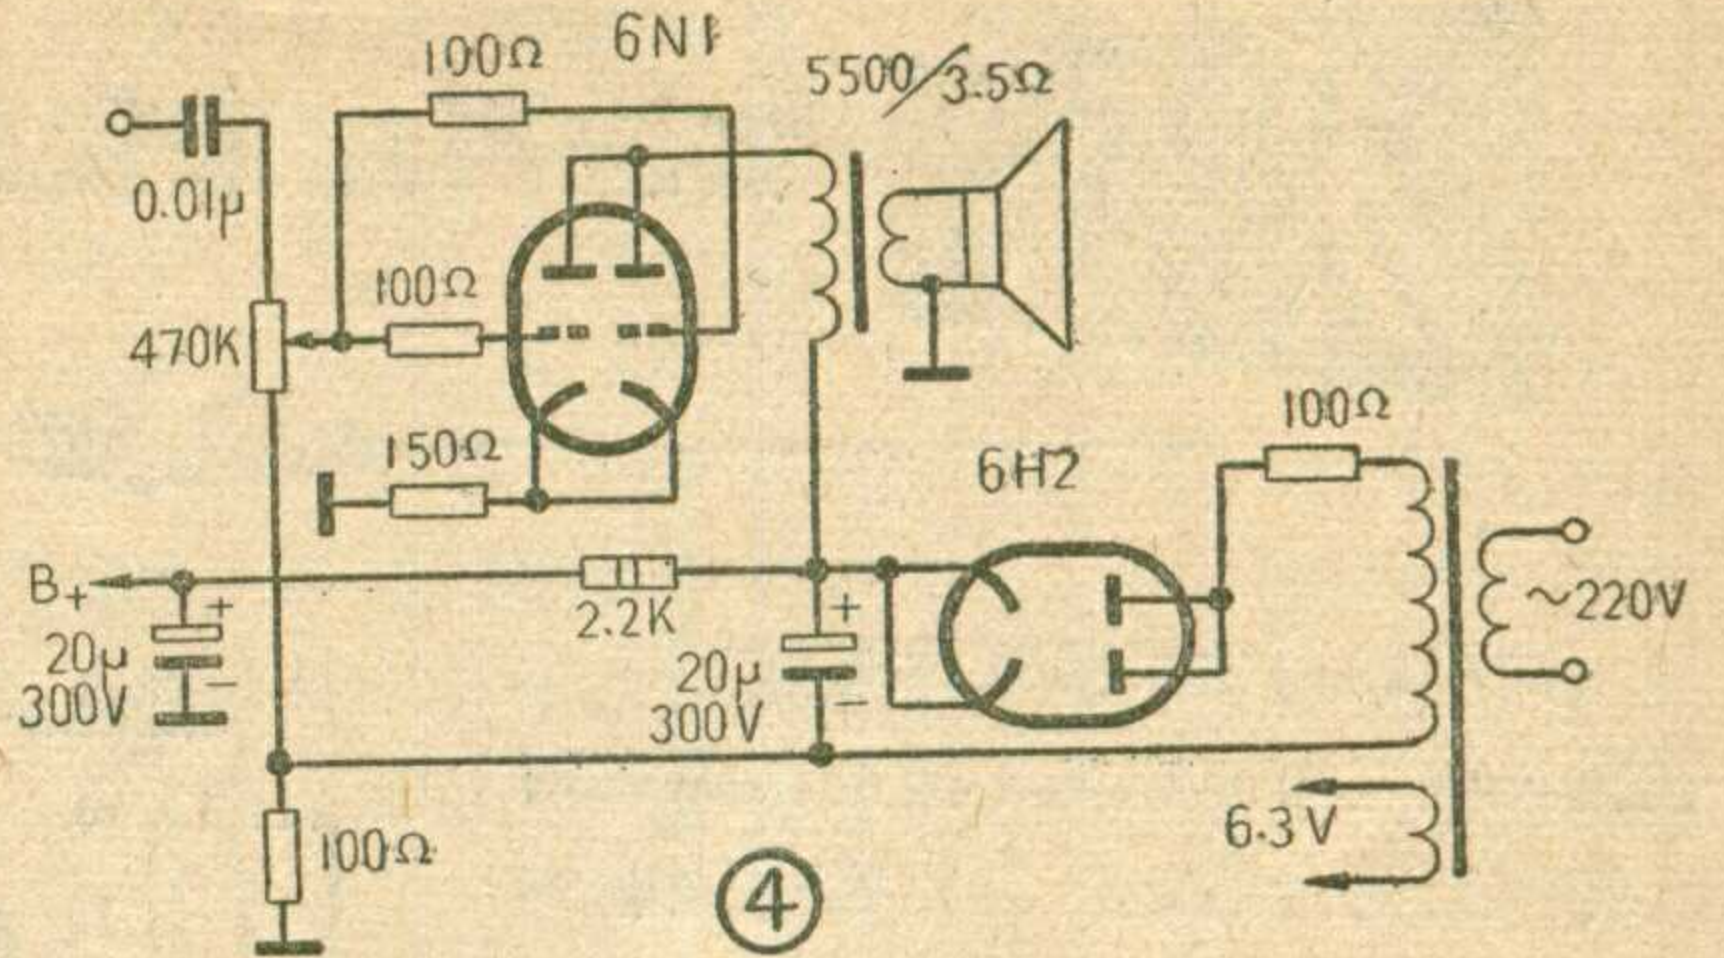 100Ω
6N1
5500/3.5Ω
0.01μ
100Ω
470K
150Ω
6H2
100Ω
B+
+
2.2K
+
~220V
20μ
300V
-
20μ
300V
-
6.3V
100Ω
④